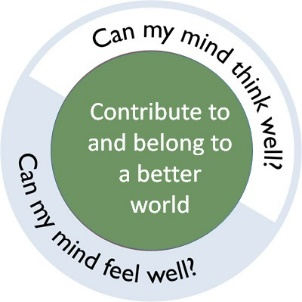 Can my mind think well?
Contribute to
and belong to
a better
world
Can my mind feel well?